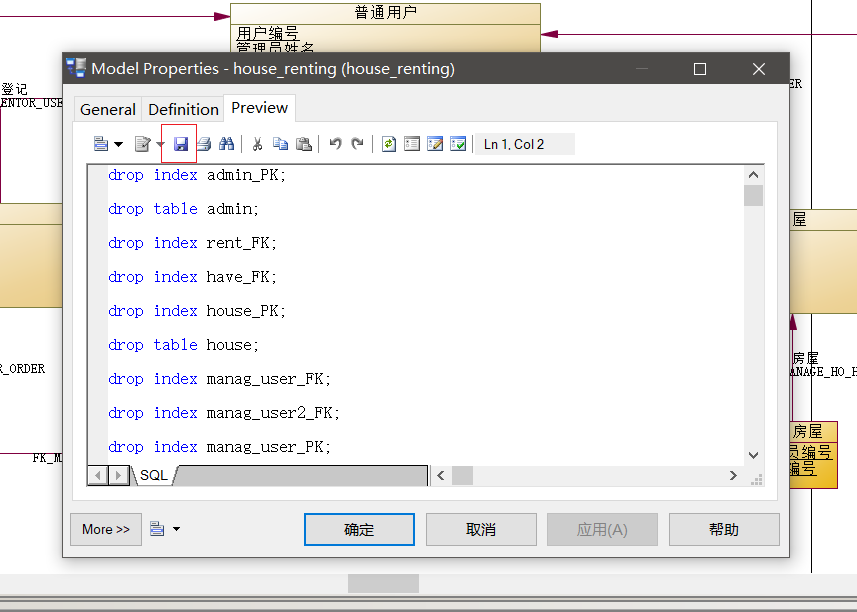 普通用户
用户编号
管理员姓名
登记
ENTOR_USE
ER
Model Properties - house_renting (house_renting)
General
Definition
Preview
Ln 1, Col 2
drop index admin_PK;
drop table admin;
drop index rent_FK;
drop index have_FK;
drop index house_PK;
drop table house;
drop index manag_user_FK;
drop index manag_user2_FK;
drop index manag_user_PK;
SQL
屋
R_ORDER
房屋
ANAGE_HO_H
FK_M
房屋
员编号
编号
More >>
确定
取消
应用(A)
帮助